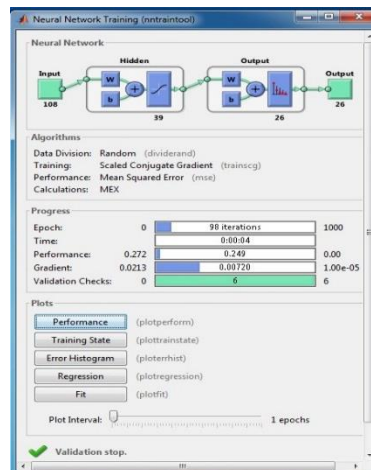 Neural Network Training (nntraintool)
Neural Network
Hidden Output
Input Output
W W
b b
108 26
39 26
Algorithms
Data Division: Random (dividerand)
Training: Scaled Conjugate Gradient (trainscg)
Performance: Mean Squared Error (mse)
Calculations: MEX
Progress
Epoch: 0 98 iterations 1000
Time: 0:00:04
Performance: 0.272 0.249 0.00
Gradient: 0.0213 0.00720 1.00e-05
Validation Checks: 0 6 6
Plots
Performance (plotperform)
Training State (plottrainstate)
Error Histogram (ploterrhist)
Regression (plotregression)
Fit (plotfit)
Plot Interval: 1 epochs
Validation stop.